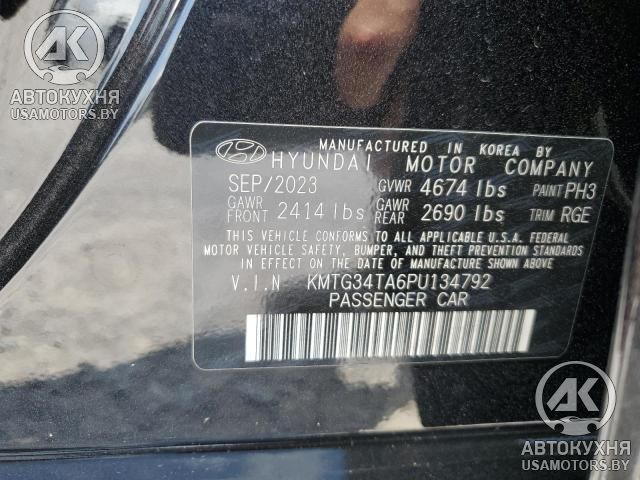 АВТОКУХНЯ
USAMOTORS.BY
MANUFACTURED IN KOREA BY
HYUNDAI MOTOR COMPANY
SEP/2023 GVWR 4674 lbs PAINT PH3
GAWR FRONT 2414 lbs GAWR REAR 2690 lbs TRIM RGE
THIS VEHICLE CONFORMS TO ALL APPLICABLE U.S.A. FEDERAL
MOTOR VEHICLE SAFETY, BUMPER, AND THEFT PREVENTION STANDARDS
IN EFFECT ON THE DATE OF MANUFACTURE SHOWN ABOVE.
V.I.N KMTG34TA6PU134792
PASSENGER CAR
АВТОКУХНЯ
USAMOTORS.BY